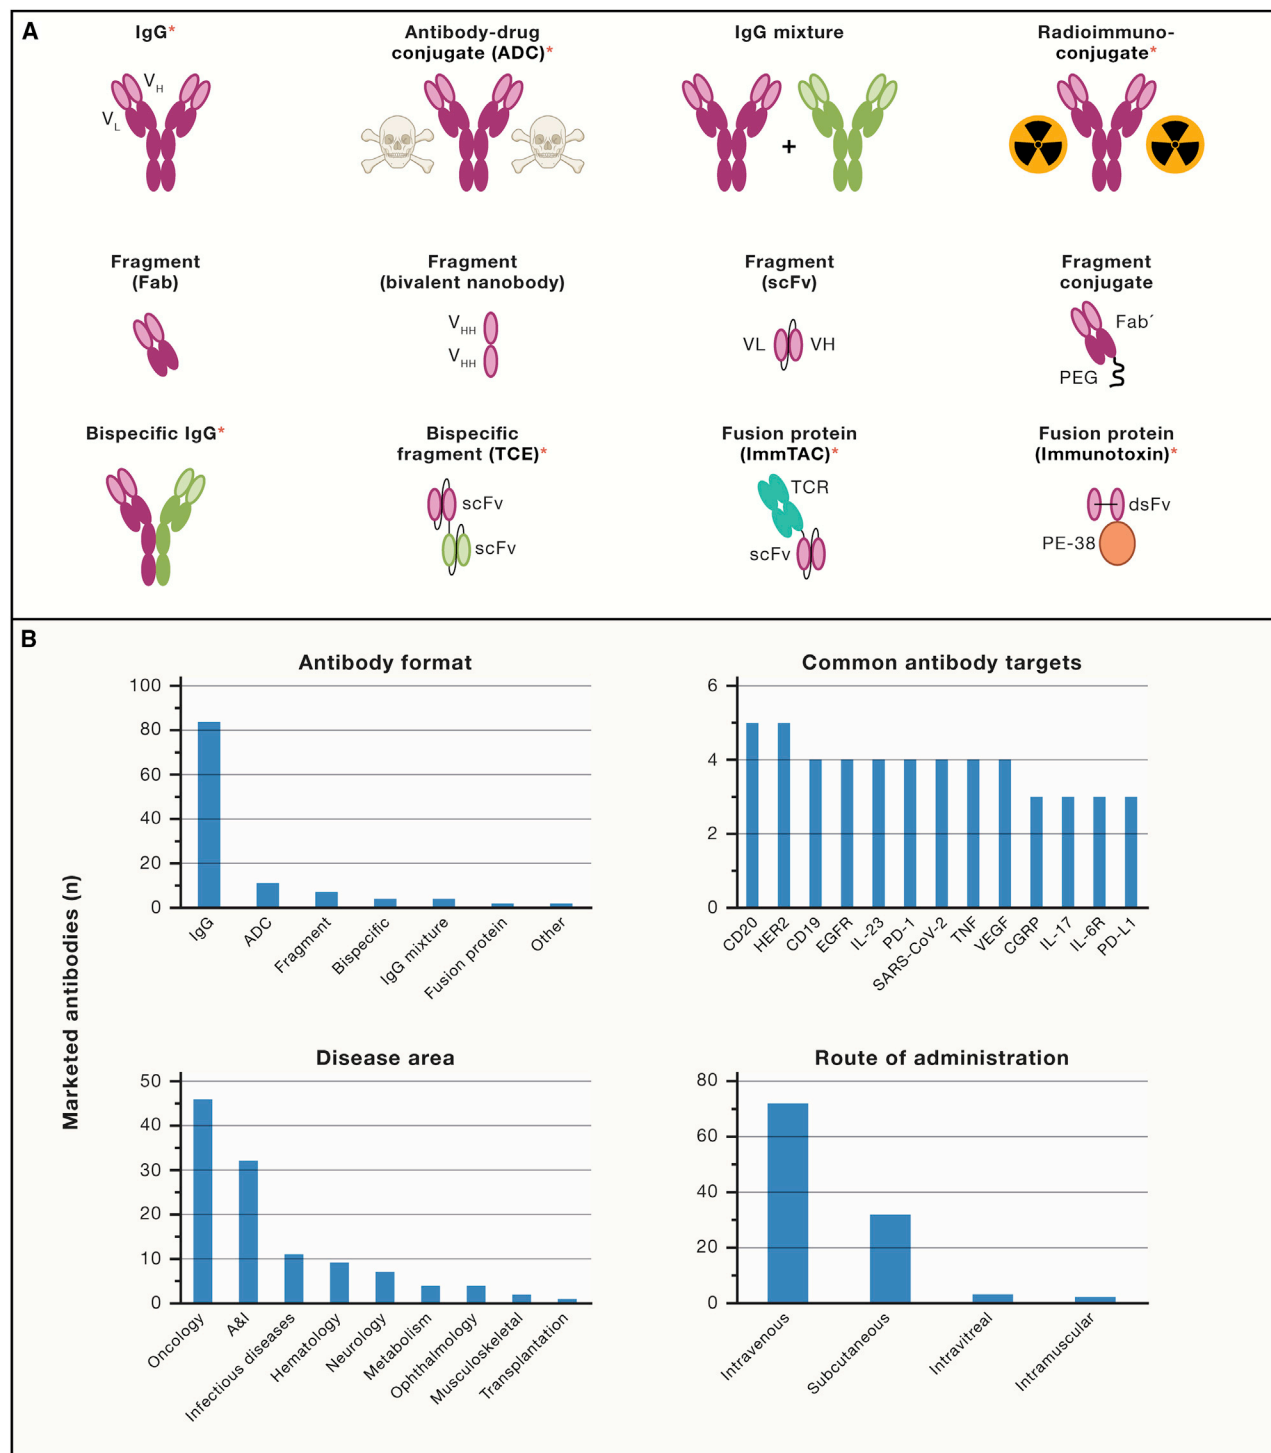 A
IgG*
Antibody-drug
conjugate (ADC)*
IgG mixture
Radioimmuno-
conjugate*
VH
VL
+
Fragment
(Fab)
Fragment
(bivalent nanobody)
Fragment
(scFv)
Fragment
conjugate
VHH
VHH
VL
VH
Fab´
PEG
Bispecific IgG*
Bispecific
fragment (TCE)*
Fusion protein
(ImmTAC)*
Fusion protein
(Immunotoxin)*
scFv
scFv
TCR
scFv
dsFv
PE-38
B
Marketed antibodies (n)
Antibody format
100
80
60
40
20
0
IgG
ADC
Fragment
Bispecific
IgG mixture
Fusion protein
Other
Common antibody targets
6
4
2
0
CD20
HER2
CD19
EGFR
IL-23
PD-1
SARS-CoV-2
TNF
VEGF
CGRP
IL-17
IL-6R
PD-L1
Disease area
50
40
30
20
10
0
Oncology
A&I
Infectious diseases
Hematology
Neurology
Metabolism
Ophthalmology
Musculoskeletal
Transplantation
Route of administration
80
60
40
20
0
Intravenous
Subcutaneous
Intravitreal
Intramuscular